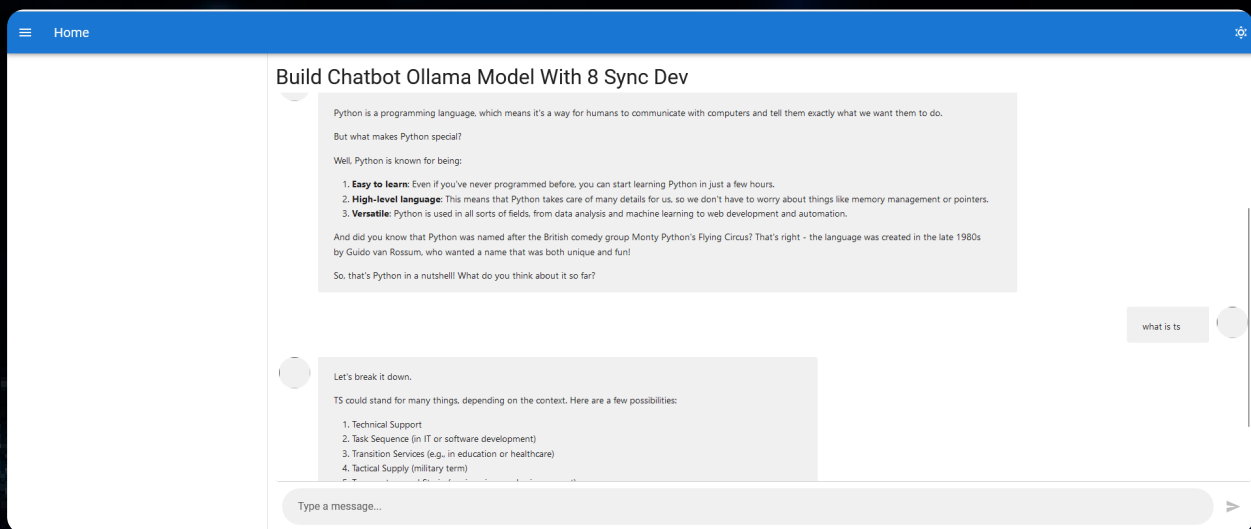 Home
Build Chatbot Ollama Model With 8 Sync Dev
Python is a programming language, which means it's a way for humans to communicate with computers and tell them exactly what we want them to do.
But what makes Python special?
Well, Python is known for being:
1. Easy to learn: Even if you've never programmed before, you can start learning Python in just a few hours.
2. High-level language: This means that Python takes care of many details for us, so we don't have to worry about things like memory management or pointers.
3. Versatile: Python is used in all sorts of fields, from data analysis and machine learning to web development and automation.
And did you know that Python was named after the British comedy group Monty Python's Flying Circus? That's right - the language was created in the late 1980s
by Guido van Rossum, who wanted a name that was both unique and fun!
So, that's Python in a nutshell! What do you think about it so far?
what is ts
Let's break it down.
TS could stand for many things, depending on the context. Here are a few possibilities:
1. Technical Support
2. Task Sequence (in IT or software development)
3. Transition Services (e.g., in education or healthcare)
4. Tactical Supply (military term)
Type a message...